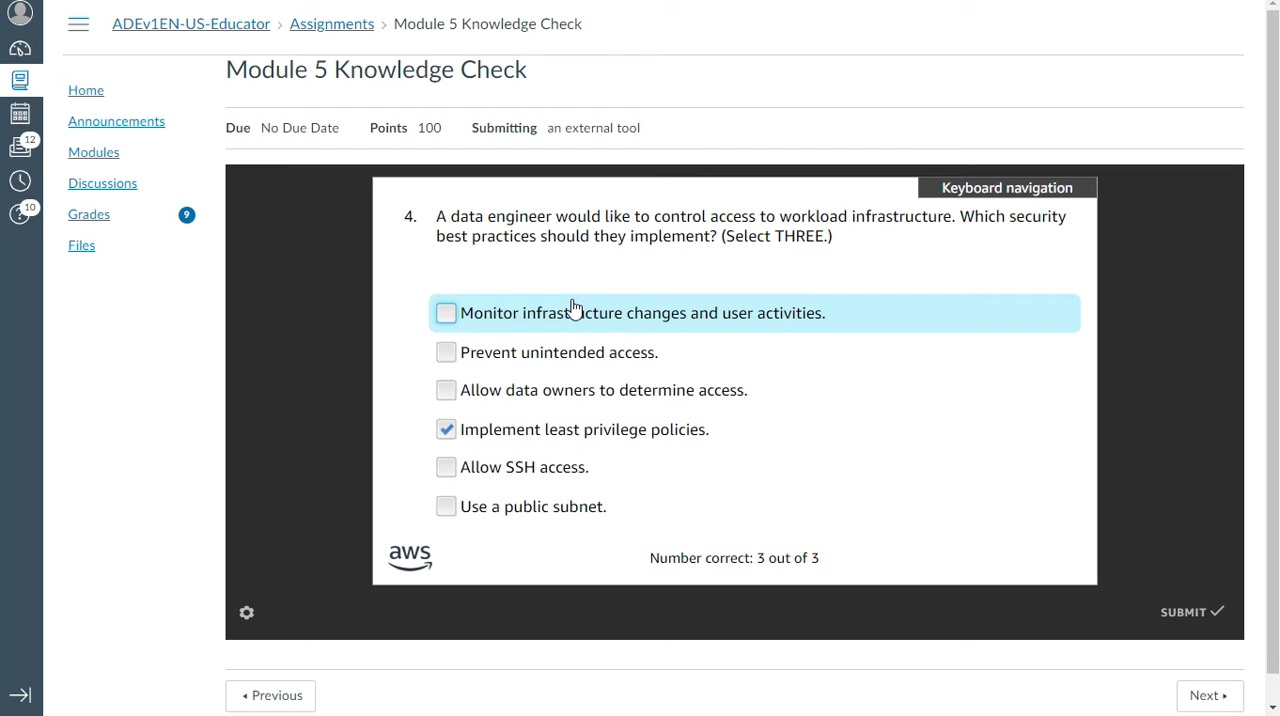 ADEv1EN-US-Educator > Assignments > Module 5 Knowledge Check
Module 5 Knowledge Check
Home
Announcements
Modules
Discussions
Grades 9
Files
12
10
Due No Due Date Points 100 Submitting an external tool
Keyboard navigation
4. A data engineer would like to control access to workload infrastructure. Which security
best practices should they implement? (Select THREE.)
Monitor infrastructure changes and user activities.
Prevent unintended access.
Allow data owners to determine access.
Implement least privilege policies.
Allow SSH access.
Use a public subnet.
aws
Number correct: 3 out of 3
SUBMIT
Previous
Next